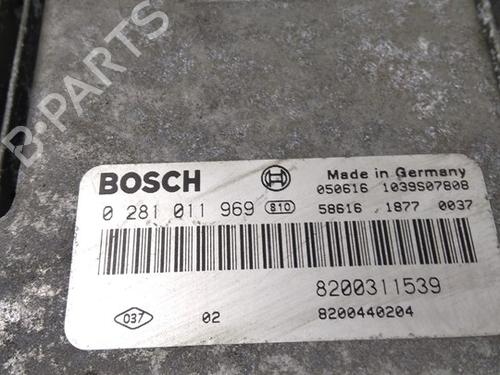 B-PARTS
BOSCH
Made in Germany
050616 1039S07808
0 281 011 969 810
58616 1877 0037
8200311539
037 02 8200440204